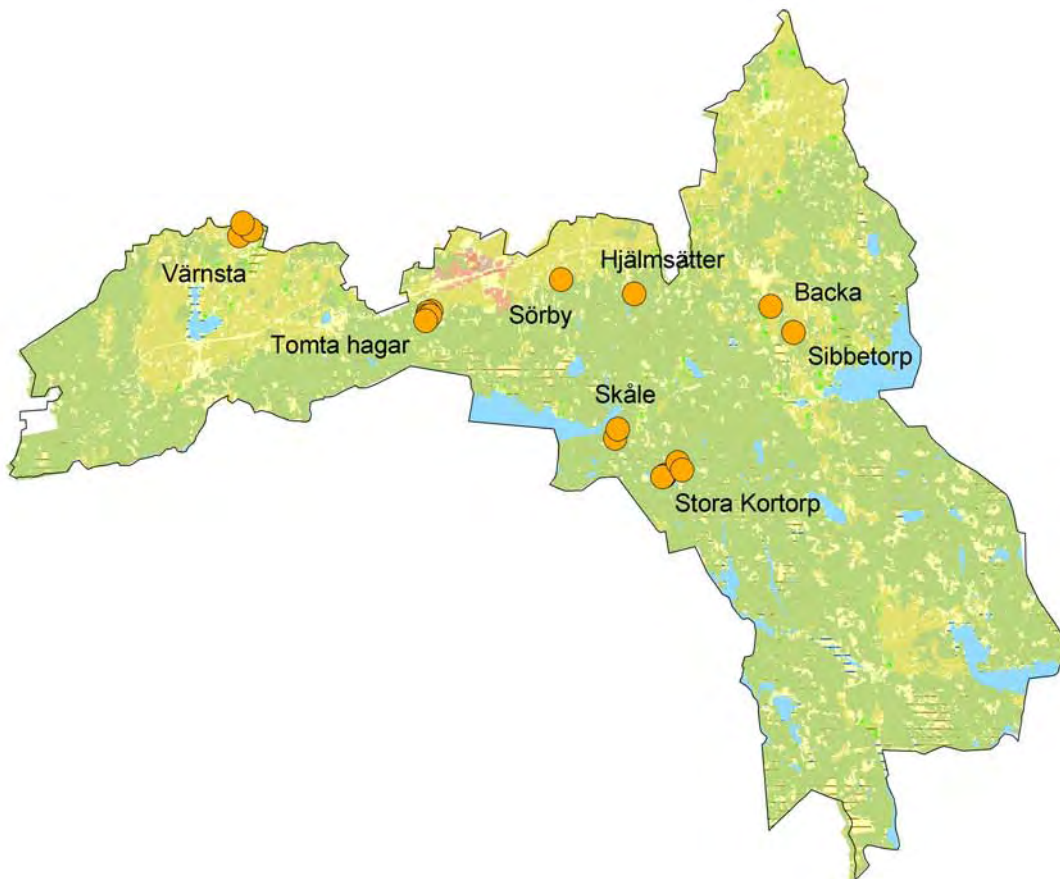 Värnsta
Hjälmsätter
Backa
Sörby
Tomta hagar
Sibbetorp
Skåle
Stora Kortorp